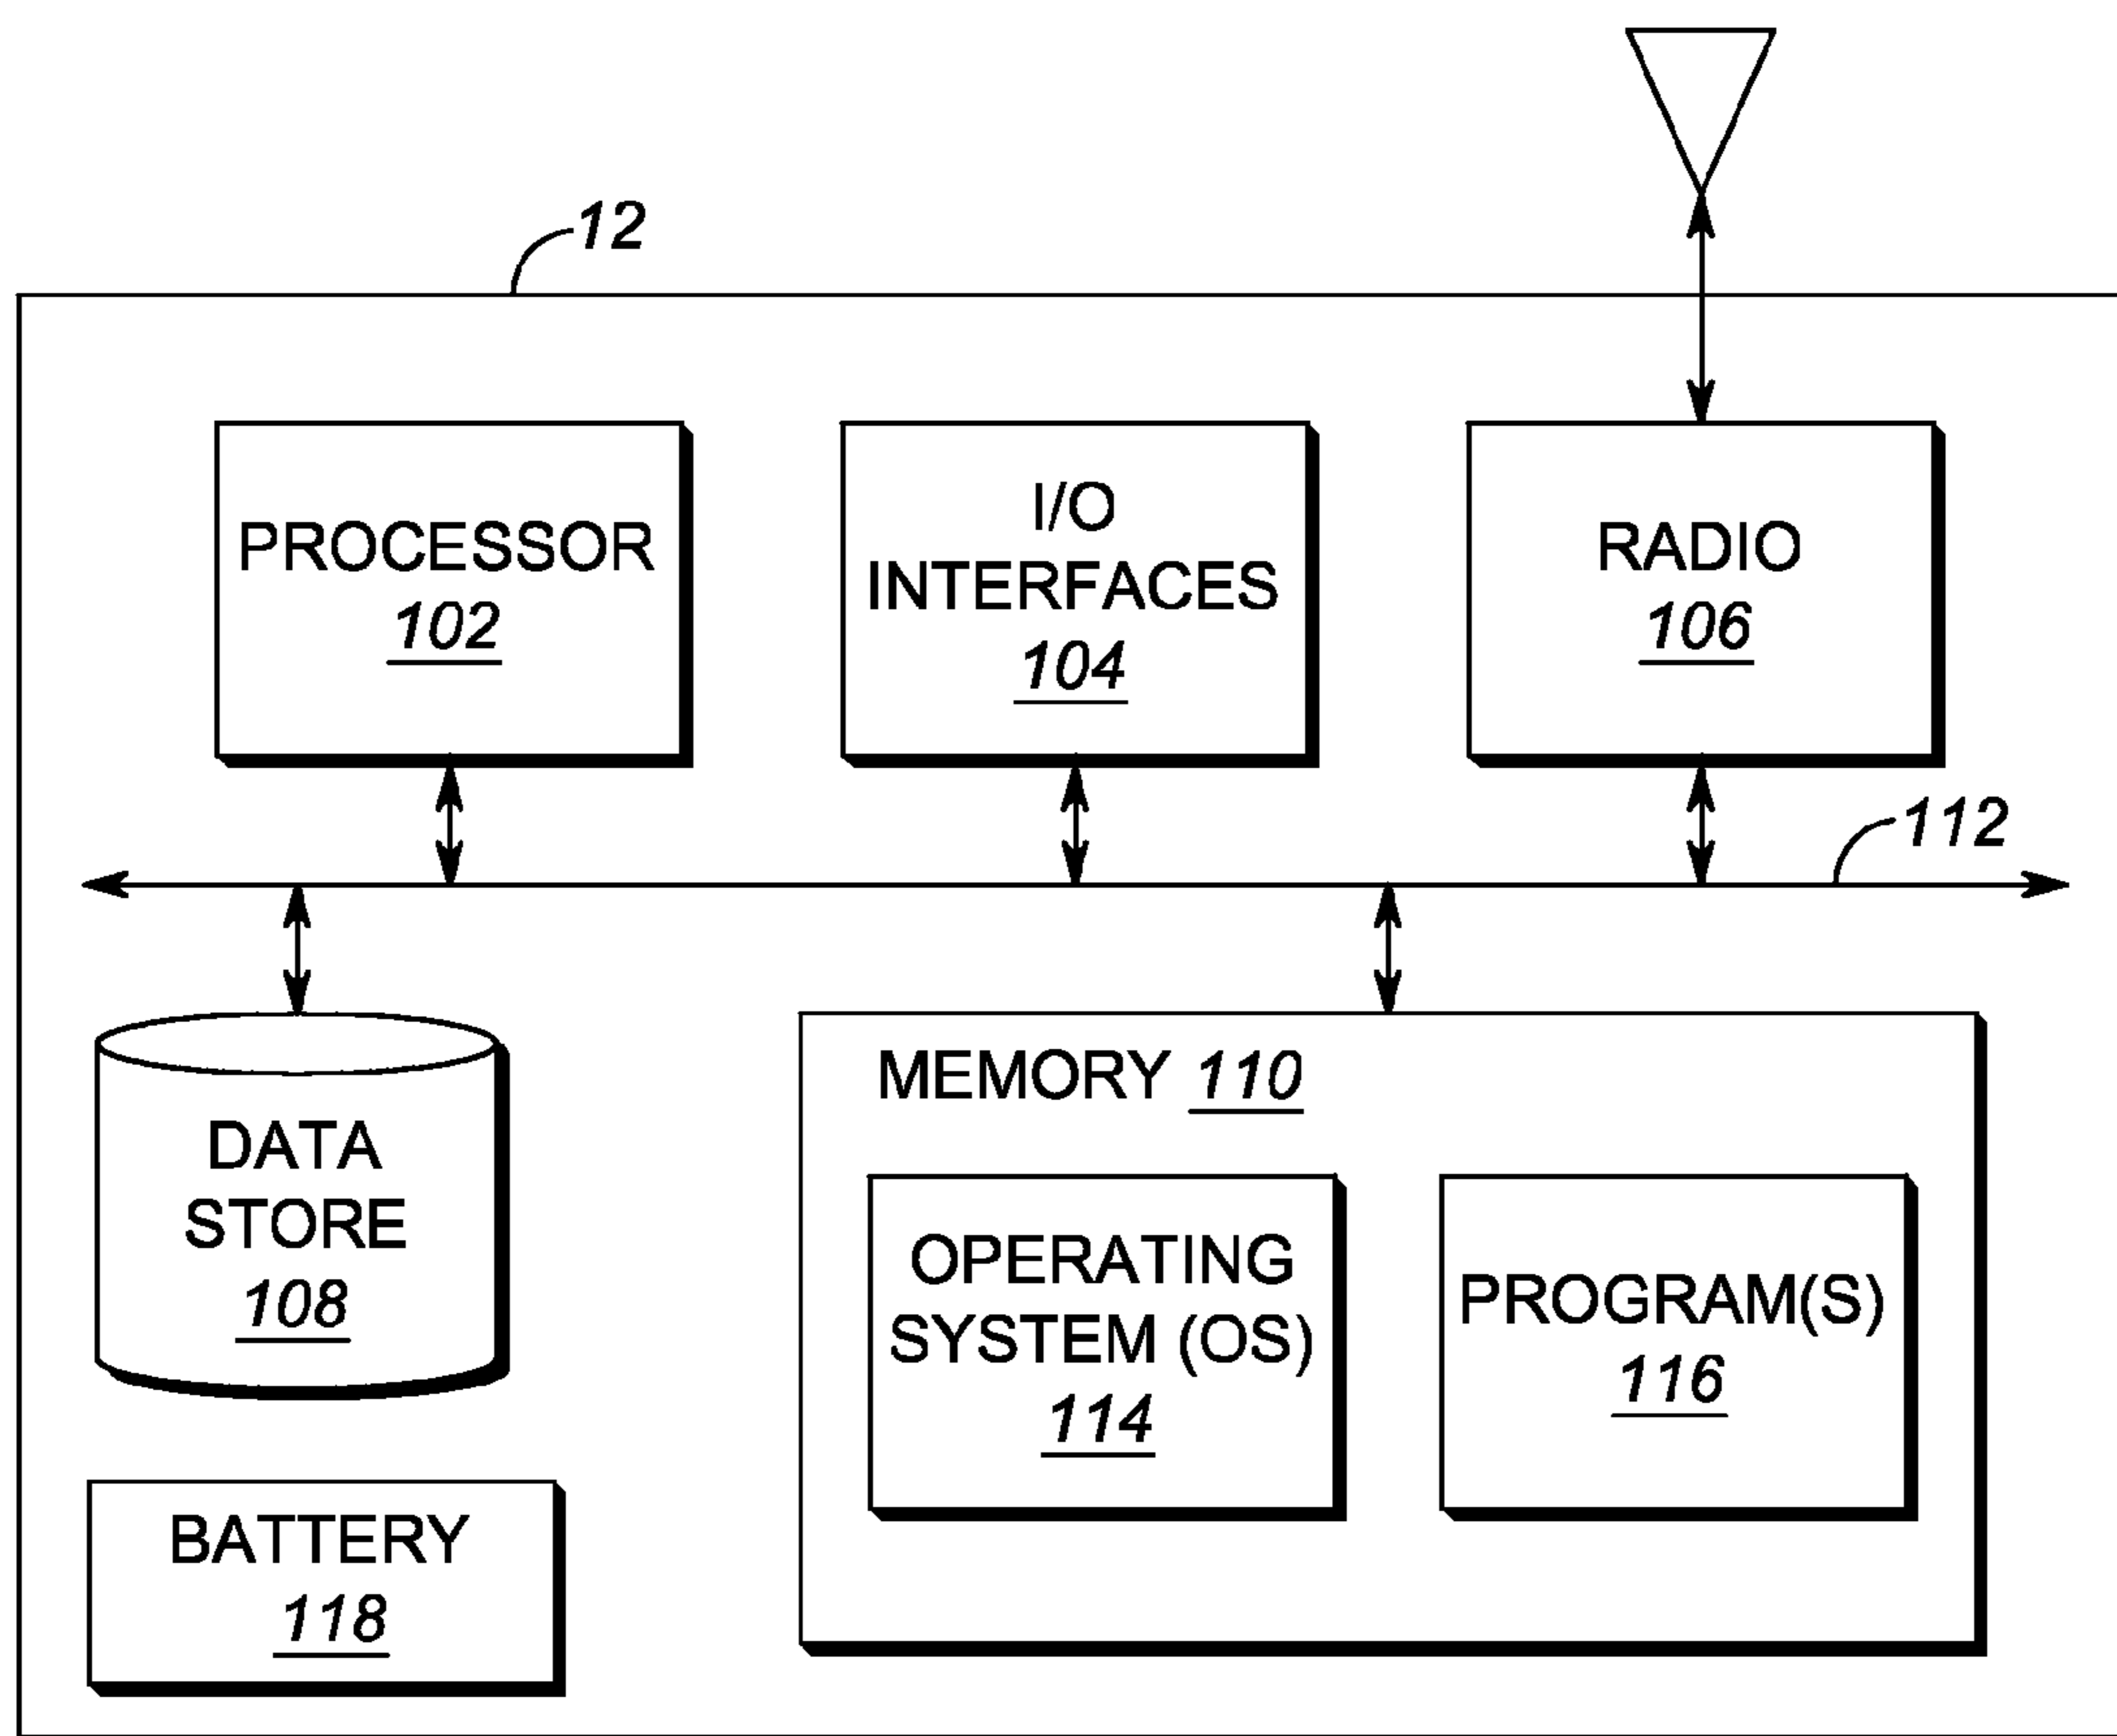 12
PROCESSOR
102
I/O
INTERFACES
104
RADIO
106
112
DATA
STORE
108
MEMORY 110
OPERATING
SYSTEM (OS)
114
PROGRAM(S)
116
BATTERY
118